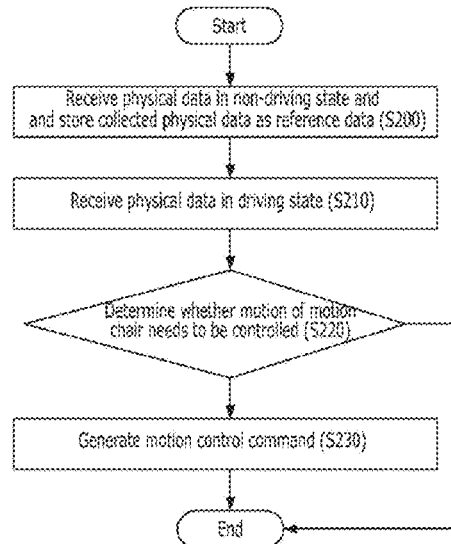 Start
Receive physical data in non-driving state and
and store collected physical data as reference data (S200)
Receive physical data in driving state (S210)
Determine whether motion of motion
chair needs to be controlled (S220)
Generate motion control command (S230)
End